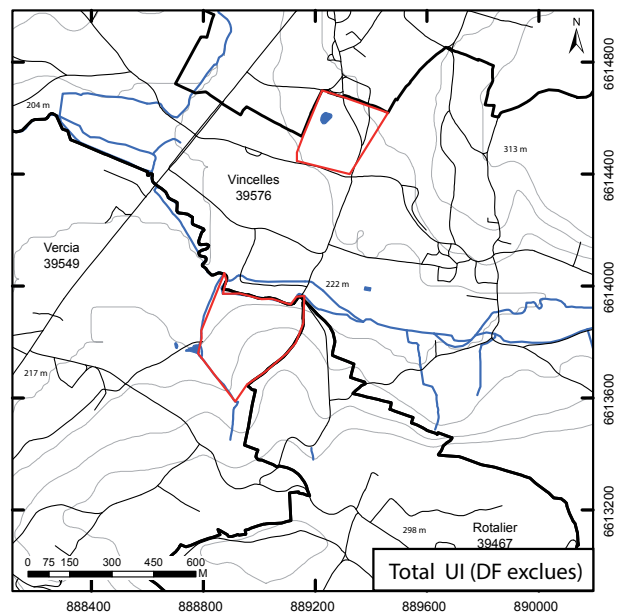 N
6614800
204 m
313 m
Vincelles
39576
6614400
Vercia
39549
222 m
6614000
217 m
6613600
6613200
298 m
Rotalier
39467
0 75 150 300 450 600
M
Total UI (DF exclues)
888400 888800 889200 889600 890000